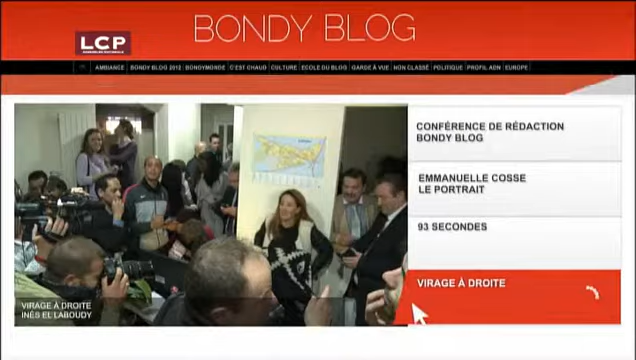 BONDY BLOG
LCP
ASSEMBLÉE NATIONALE
AMBIANCE BONDY BLOG 2012 BONDYMONDE C'EST CHAUD CULTURE ECOLE DU BLOG GARDE À VUE NON CLASSÉ POLITIQUE PROFIL ADN EUROPE
CONFÉRENCE DE RÉDACTION
BONDY BLOG
EMMANUELLE COSSE
LE PORTRAIT
93 SECONDES
VIRAGE À DROITE
VIRAGE À DROITE
INÈS EL LABOUDY